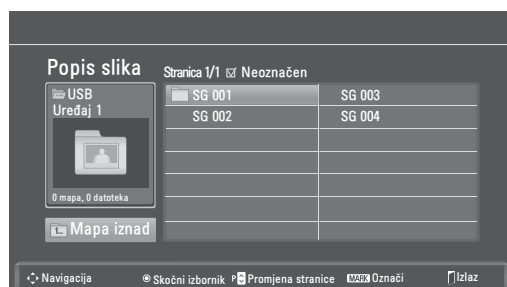 Popis slika
Stranica 1/1 ☑ Neoznačen
USB
Uređaj 1
0 mapa, 0 datoteka
Mapa iznad
SG 001
SG 003
SG 002
SG 004
Navigacija
Skočni izbornik
P Promjena stranice
MARK Označi
Izlaz